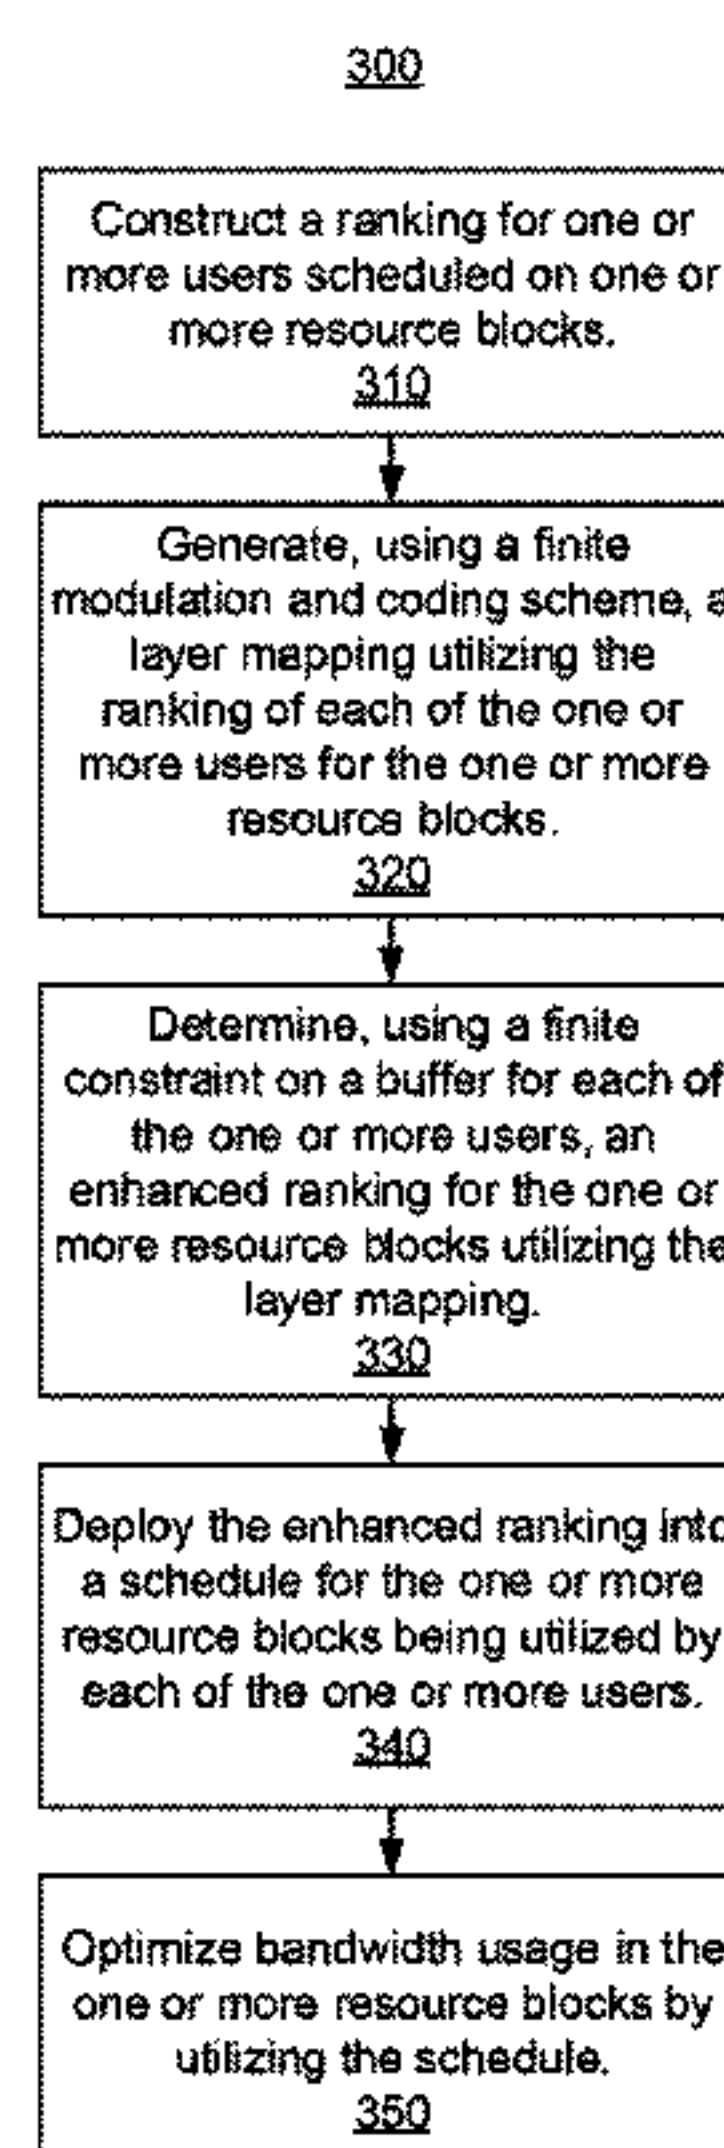 300
Construct a ranking for one or
more users scheduled on one or
more resource blocks.
310
Generate, using a finite
modulation and coding scheme, a
layer mapping utilizing the
ranking of each of the one or
more users for the one or more
resource blocks.
320
Determine, using a finite
constraint on a buffer for each of
the one or more users, an
enhanced ranking for the one or
more resource blocks utilizing the
layer mapping.
330
Deploy the enhanced ranking into
a schedule for the one or more
resource blocks being utilized by
each of the one or more users.
340
Optimize bandwidth usage in the
one or more resource blocks by
utilizing the schedule.
350